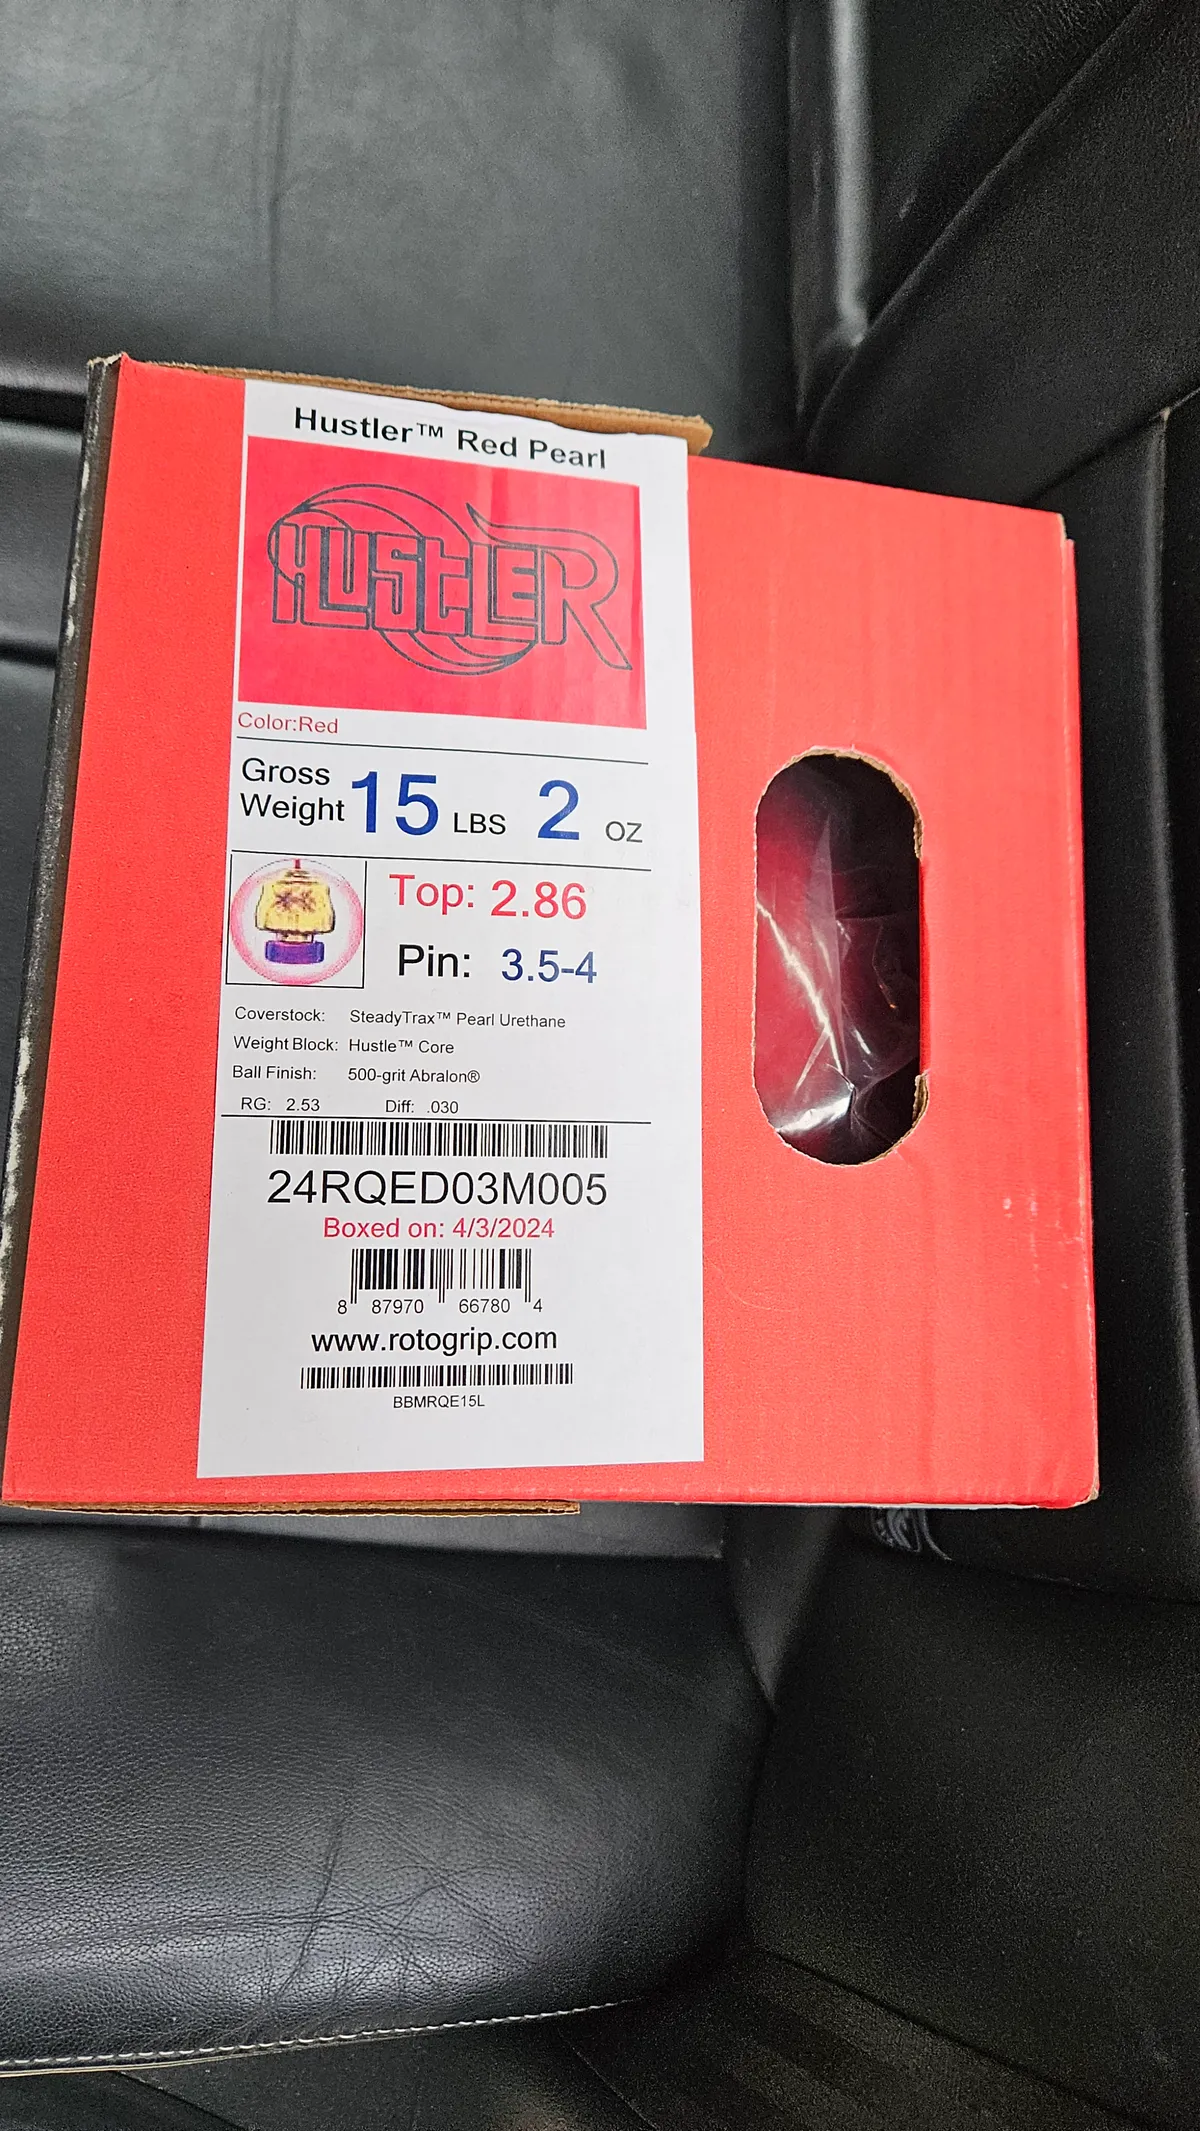 Hustler™ Red Pearl
HUSTLER
Color:Red
Gross Weight 15 LBS 2 OZ
Top: 2.86
Pin: 3.5-4
Coverstock: SteadyTrax™ Pearl Urethane
Weight Block: Hustle™ Core
Ball Finish: 500-grit Abralon®
RG: 2.53 Diff: .030
24RQED03M005
Boxed on: 4/3/2024
8 87970 66780 4
www.rotogrip.com
BBMRQE15L